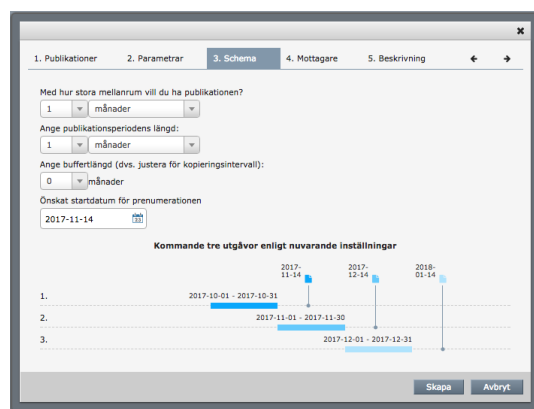 1. Publikationer 2. Parametrar 3. Schema 4. Mottagare 5. Beskrivning
Med hur stora mellanrum vill du ha publikationen?
1 månader
Ange publikationsperiodens längd:
1 månader
Ange buffertlängd (dvs. justera för kopieringsintervall):
0 månader
Önskat startdatum för prenumerationen
2017-11-14
Kommande tre utgåvor enligt nuvarande inställningar
2017- 2017- 2018-
11-14 12-14 01-14
1. 2017-10-01 - 2017-10-31
2. 2017-11-01 - 2017-11-30
3. 2017-12-01 - 2017-12-31
Skapa Avbryt